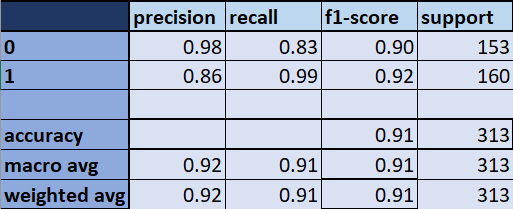 precision recall f1-score support
0 0.98 0.83 0.90 153
1 0.86 0.99 0.92 160
accuracy 0.91 313
macro avg 0.92 0.91 0.91 313
weighted avg 0.92 0.91 0.91 313